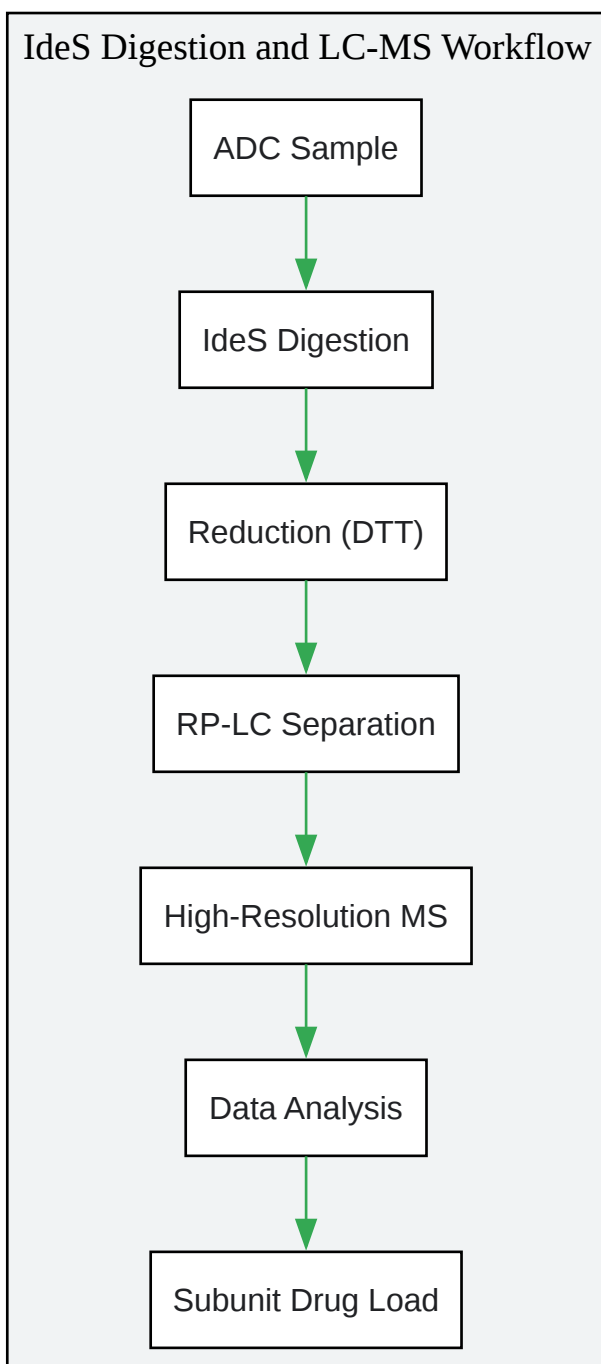 IdeS Digestion and LC-MS Workflow
ADC Sample
IdeS Digestion
Reduction (DTT)
RP-LC Separation
High-Resolution MS
Data Analysis
Subunit Drug Load